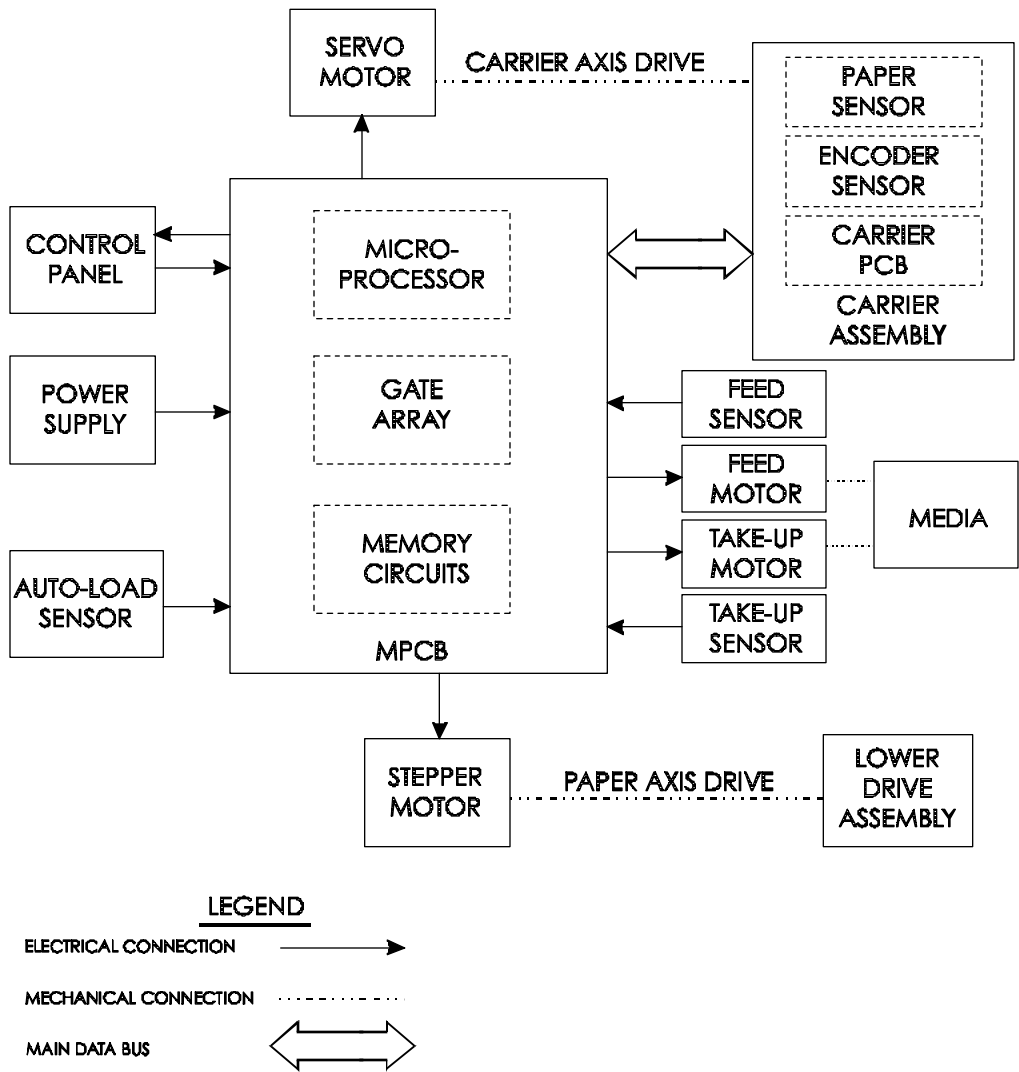 SERVO
MOTOR
CARRIER AXIS DRIVE
PAPER
SENSOR
ENCODER
SENSOR
CARRIER
PCB
CARRIER
ASSEMBLY
CONTROL
PANEL
MICRO-
PROCESSOR
POWER
SUPPLY
GATE
ARRAY
FEED
SENSOR
FEED
MOTOR
MEDIA
TAKE-UP
MOTOR
TAKE-UP
SENSOR
AUTO-LOAD
SENSOR
MEMORY
CIRCUITS
MPCB
STEPPER
MOTOR
PAPER AXIS DRIVE
LOWER
DRIVE
ASSEMBLY
LEGEND
ELECTRICAL CONNECTION
MECHANICAL CONNECTION
MAIN DATA BUS